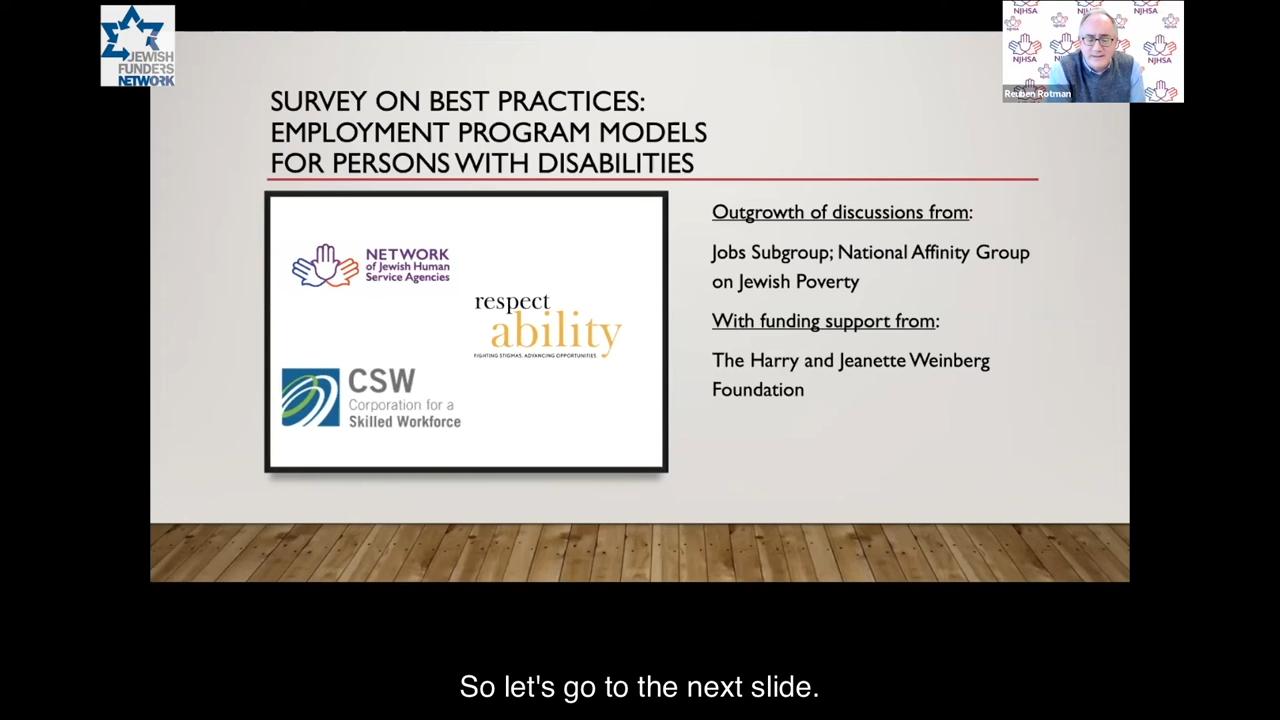 JEWISH
FUNDERS
NETWORK
SURVEY ON BEST PRACTICES:
EMPLOYMENT PROGRAM MODELS
FOR PERSONS WITH DISABILITIES
NETWORK
of Jewish Human
Service Agencies
respect
ability
FIGHTING STIGMAS. ADVANCING OPPORTUNITIES.
CSW
Corporation for a
Skilled Workforce
Outgrowth of discussions from:
Jobs Subgroup; National Affinity Group
on Jewish Poverty
With funding support from:
The Harry and Jeanette Weinberg
Foundation
NJHSA
NJHSA
NJHSA
Reuben Rotman
So let's go to the next slide.